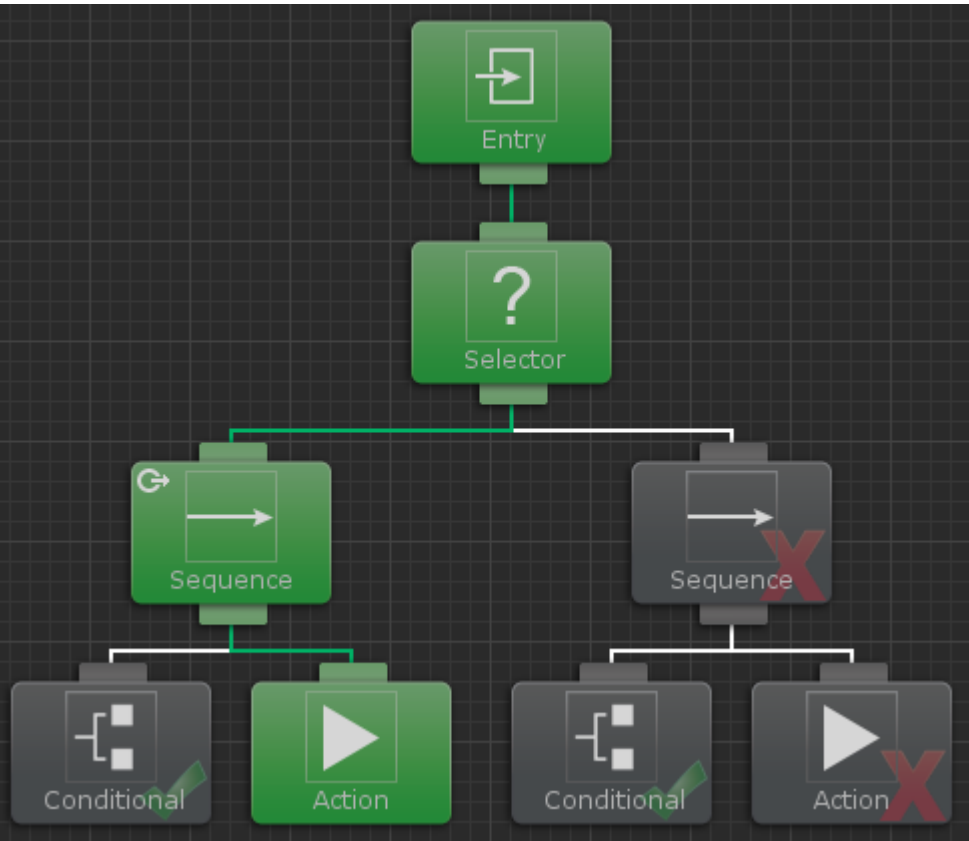 Entry
?
Selector
Sequence
Sequence
Conditional
Action
Conditional
Action